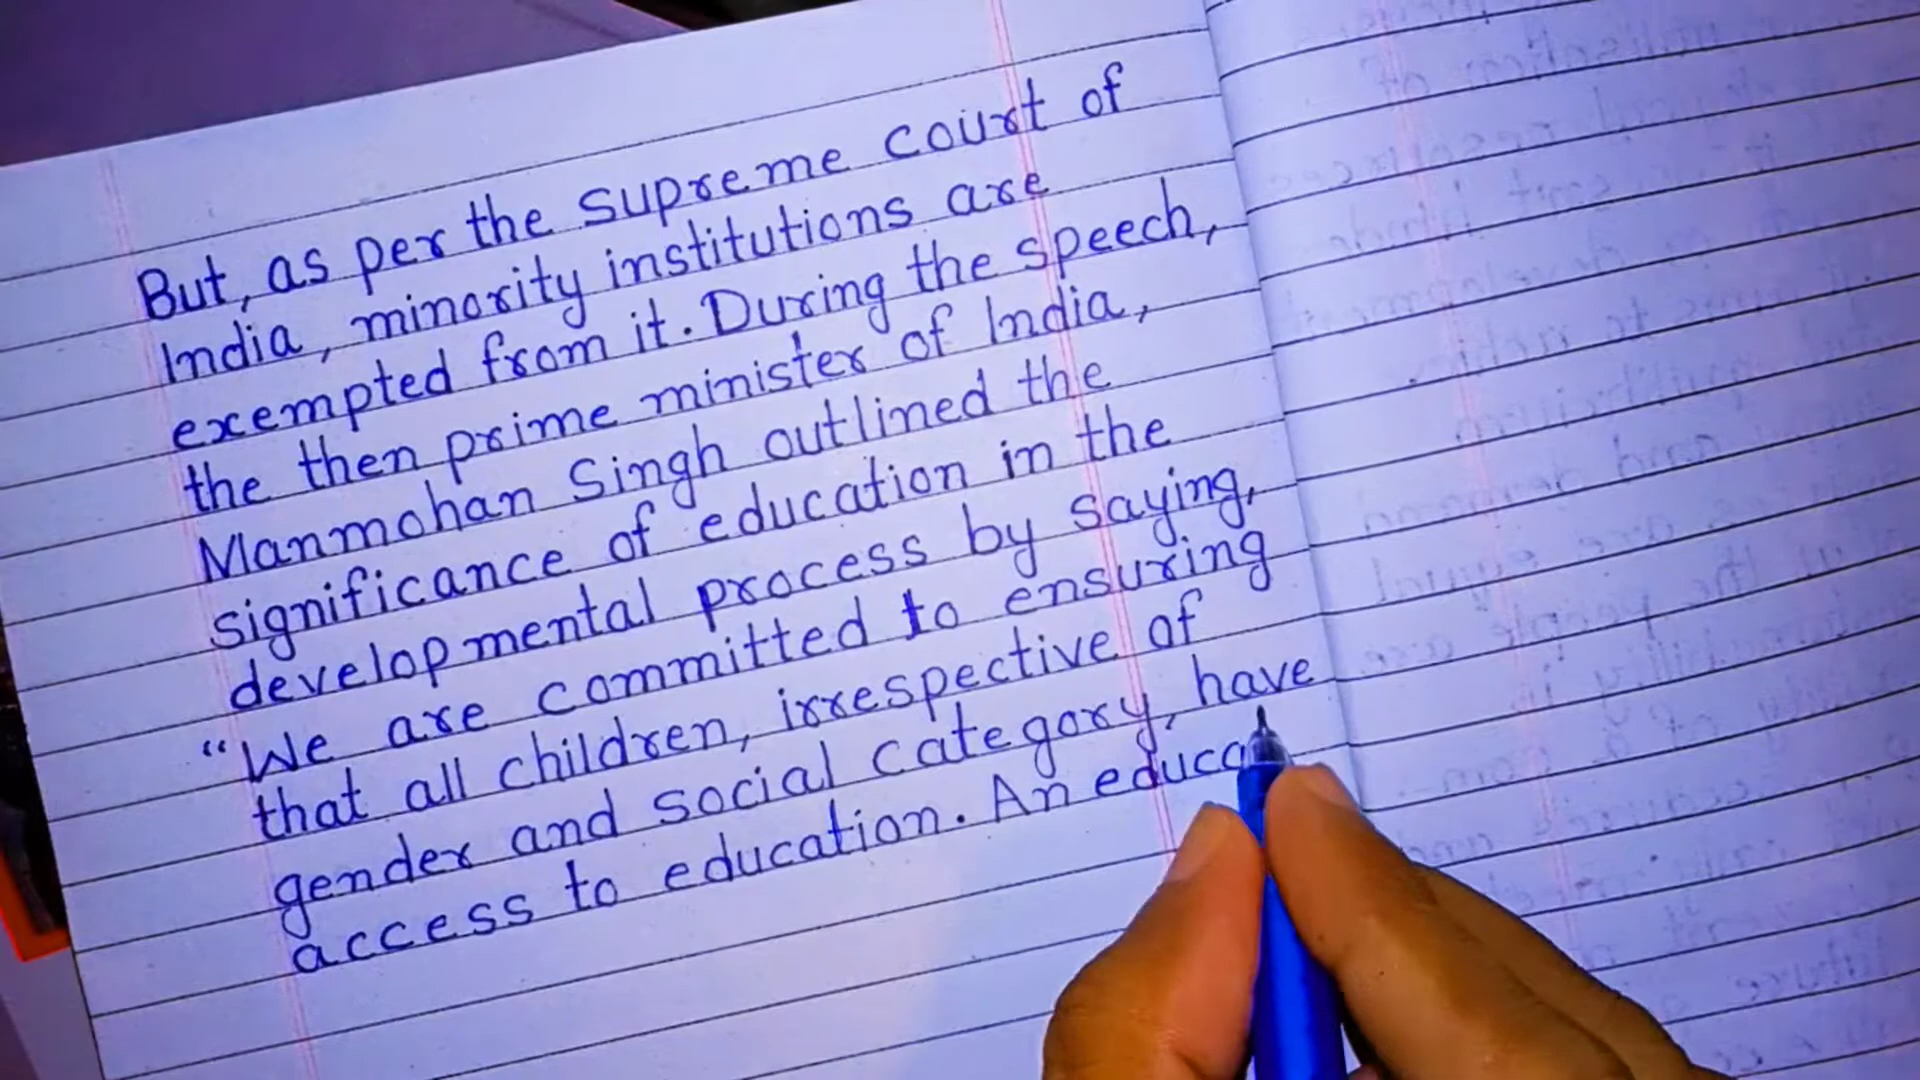 But, as per the supreme court of
India, minority institutions are
exempted from it. During the speech,
the then prime minister of India,
Manmohan Singh outlined the
significance of education in the
developmental process by saying,
“We are committed to ensuring
that all children, irrespective of
gender and social category, have
access to education. An educa